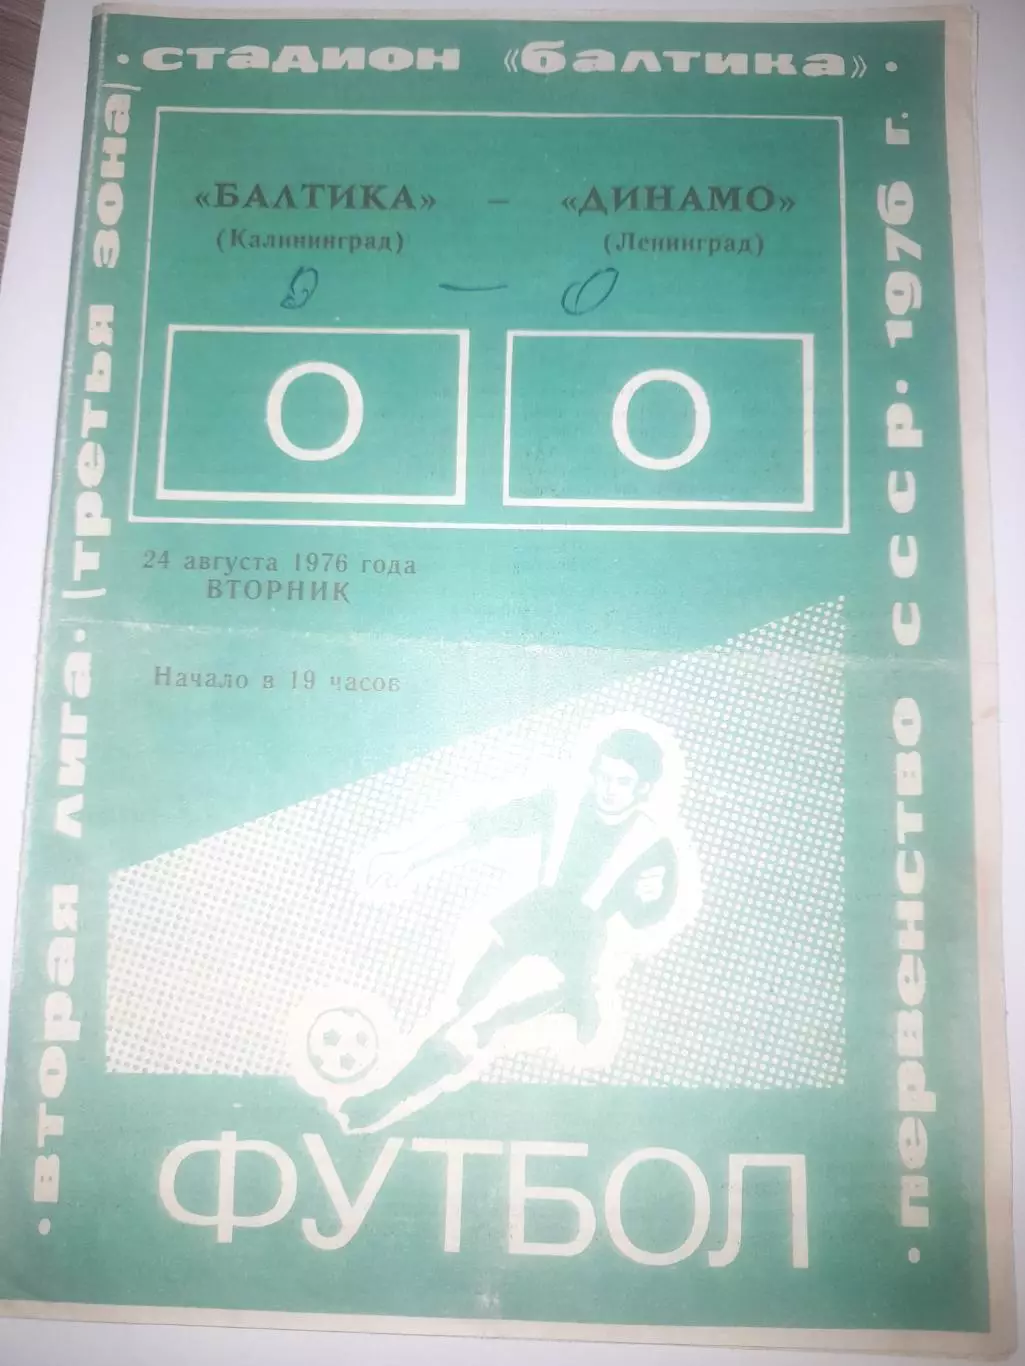 · стадион «балтика» ·
«БАЛТИКА» – «ДИНАМО»
(Калининград) (Ленинград)
0 — 0
0 0
24 августа 1976 года
ВТОРНИК
Начало в 19 часов
ФУТБОЛ
· вторая лига · (третья зона)
· первенство ссср · 1976 г.